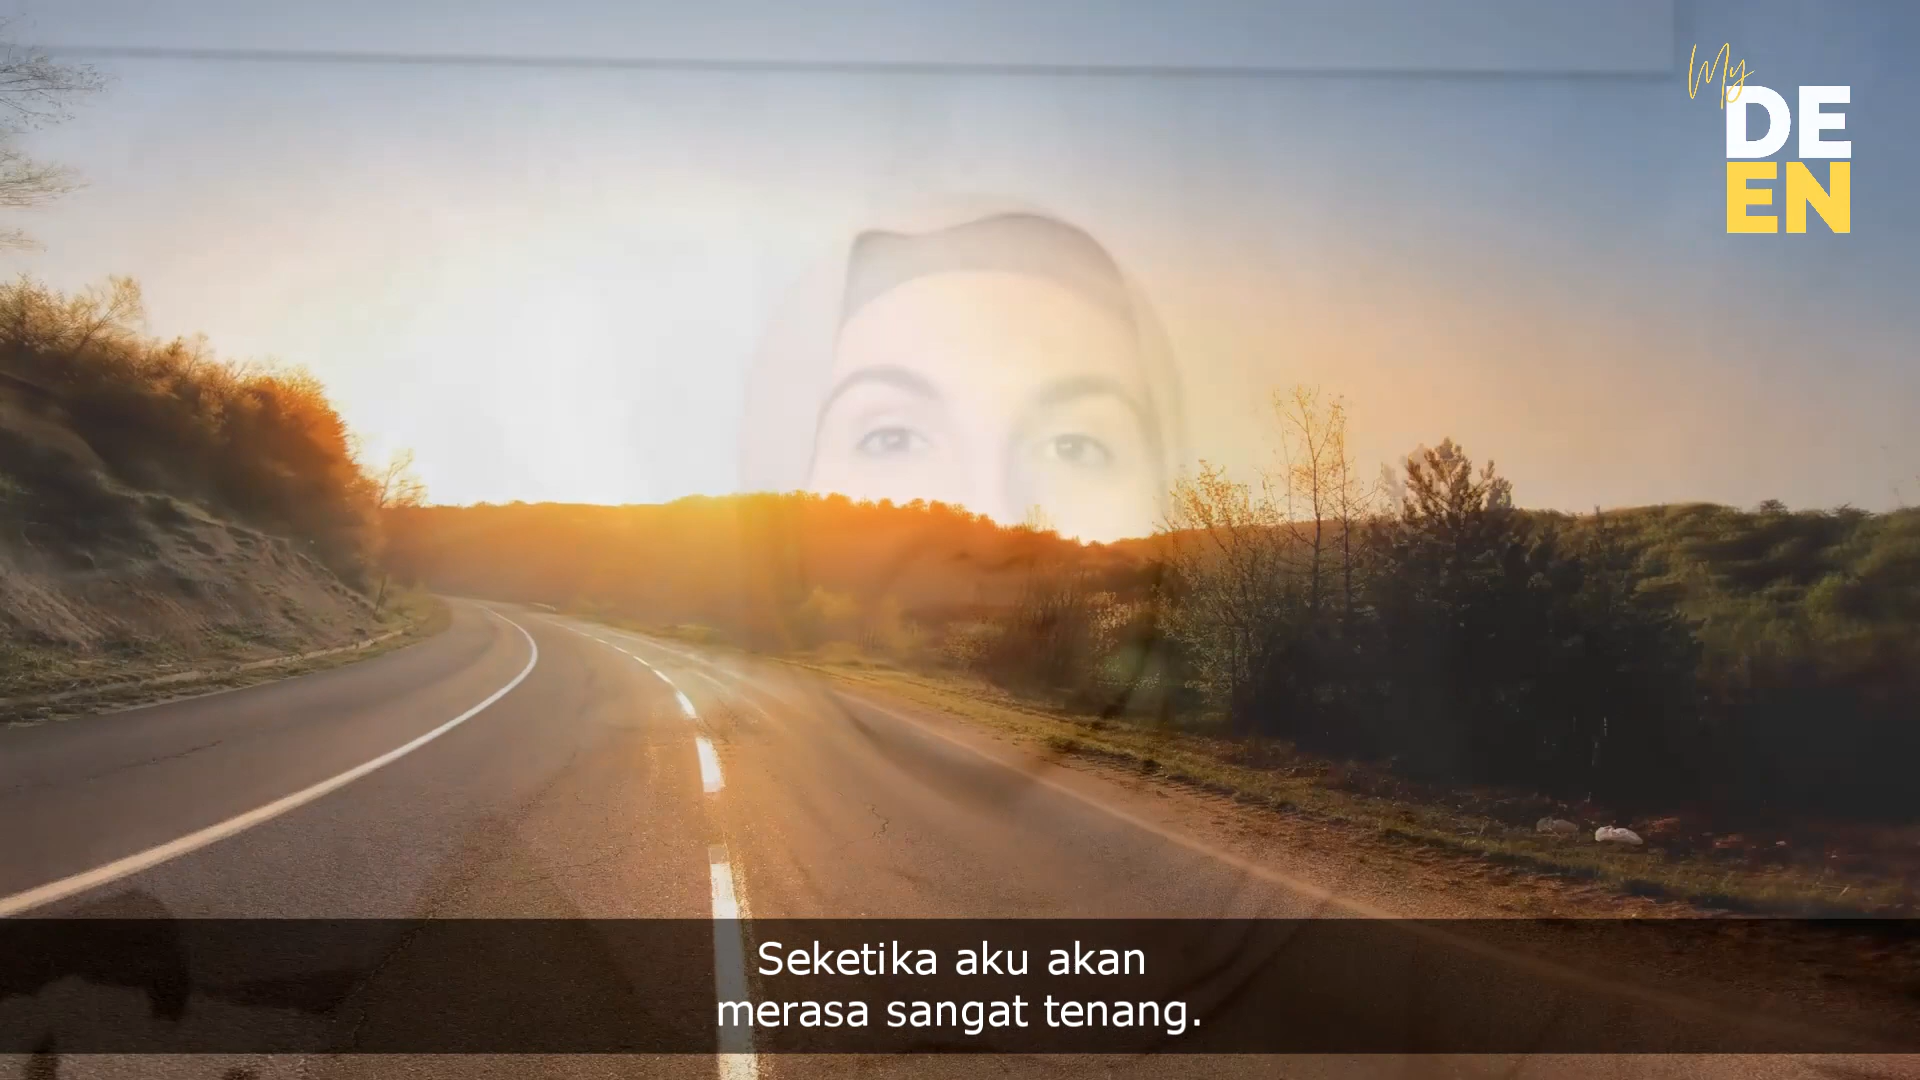 My
DE
EN
Seketika aku akan
merasa sangat tenang.